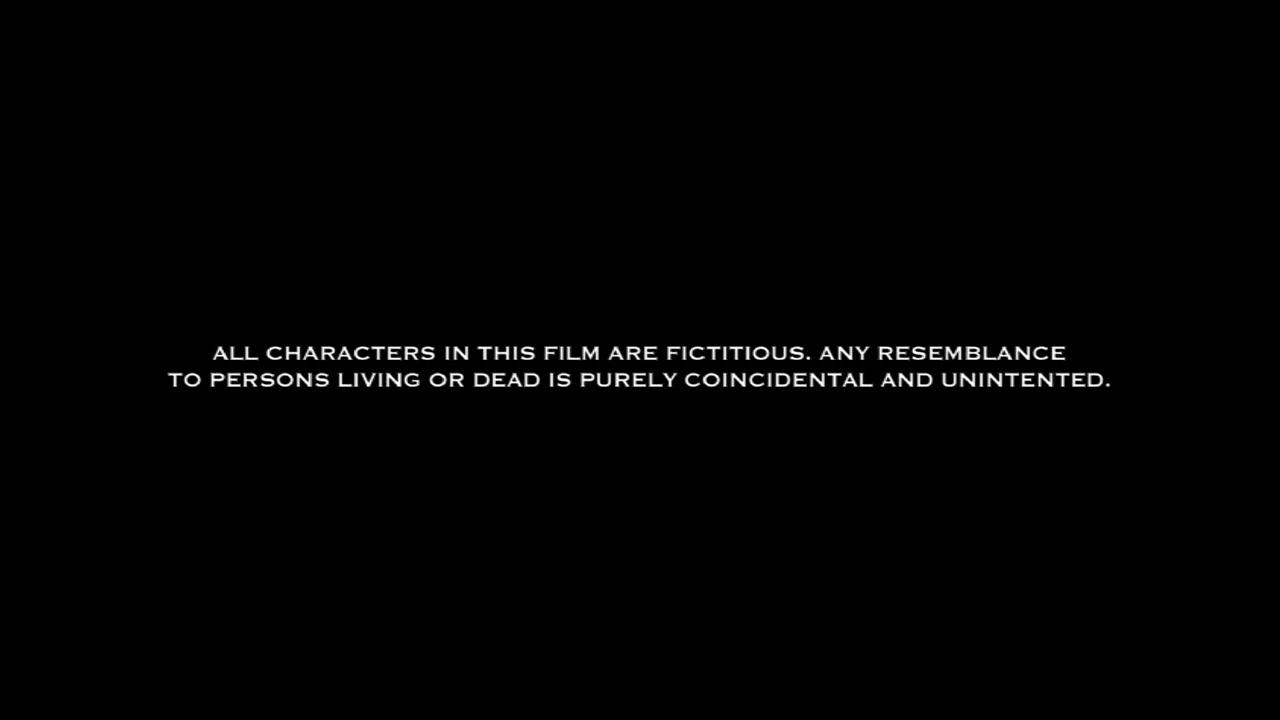 ALL CHARACTERS IN THIS FILM ARE FICTITIOUS. ANY RESEMBLANCE
TO PERSONS LIVING OR DEAD IS PURELY COINCIDENTAL AND UNINTENTED.